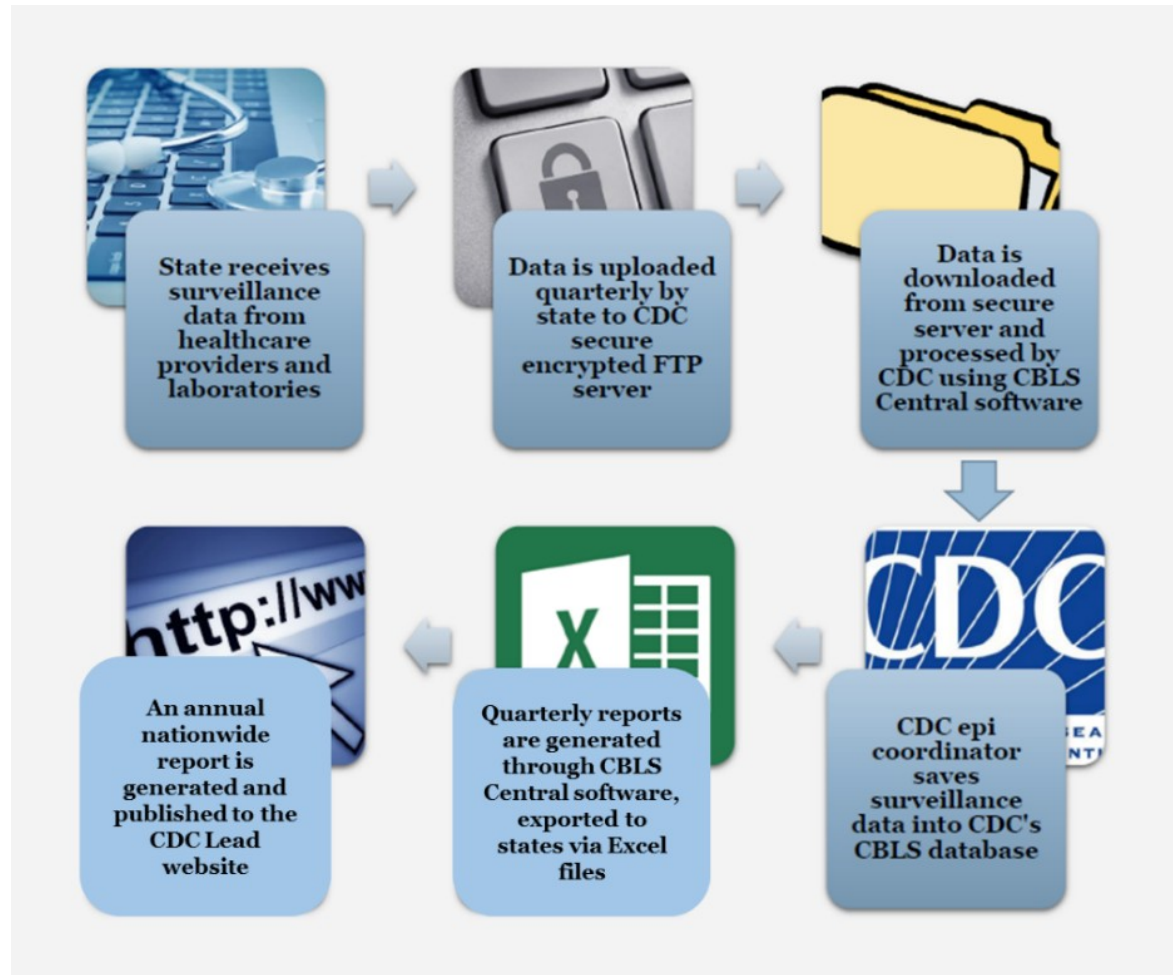 State receives
surveillance
data from
healthcare
providers and
laboratories
Data is uploaded
quarterly by
state to CDC
secure
encrypted FTP
server
Data is
downloaded
from secure
server and
processed by
CDC using CBLS
Central software
CDC
CDC epi
coordinator
saves
surveillance
data into CDC's
CBLS database
X
Quarterly reports
are generated
through CBLS
Central software,
exported to
states via Excel
files
http://ww
An annual
nationwide
report is
generated and
published to the
CDC Lead
website